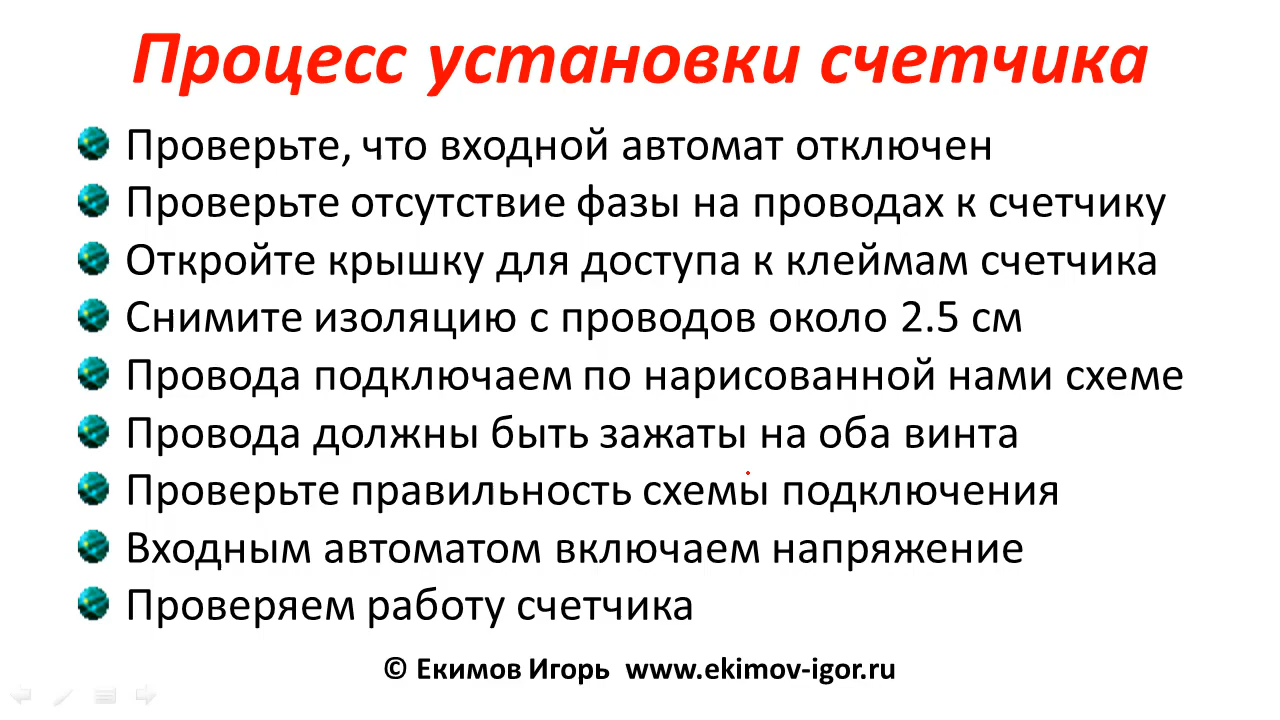 Процесс установки счетчика
Проверьте, что входной автомат отключен
Проверьте отсутствие фазы на проводах к счетчику
Откройте крышку для доступа к клеймам счетчика
Снимите изоляцию с проводов около 2.5 см
Провода подключаем по нарисованной нами схеме
Провода должны быть зажаты на оба винта
Проверьте правильность схемы подключения
Входным автоматом включаем напряжение
Проверяем работу счетчика
© Екимов Игорь www.ekimov-igor.ru